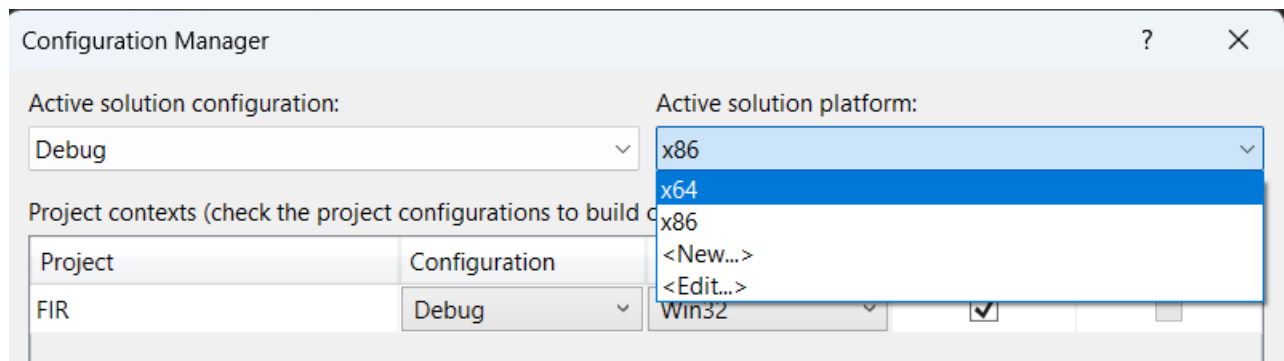 Configuration Manager ?
Active solution configuration: Active solution platform:
Debug x86
x64
Project contexts (check the project configurations to build
x86
Project Configuration <New...>
<Edit...>
FIR Debug Win32